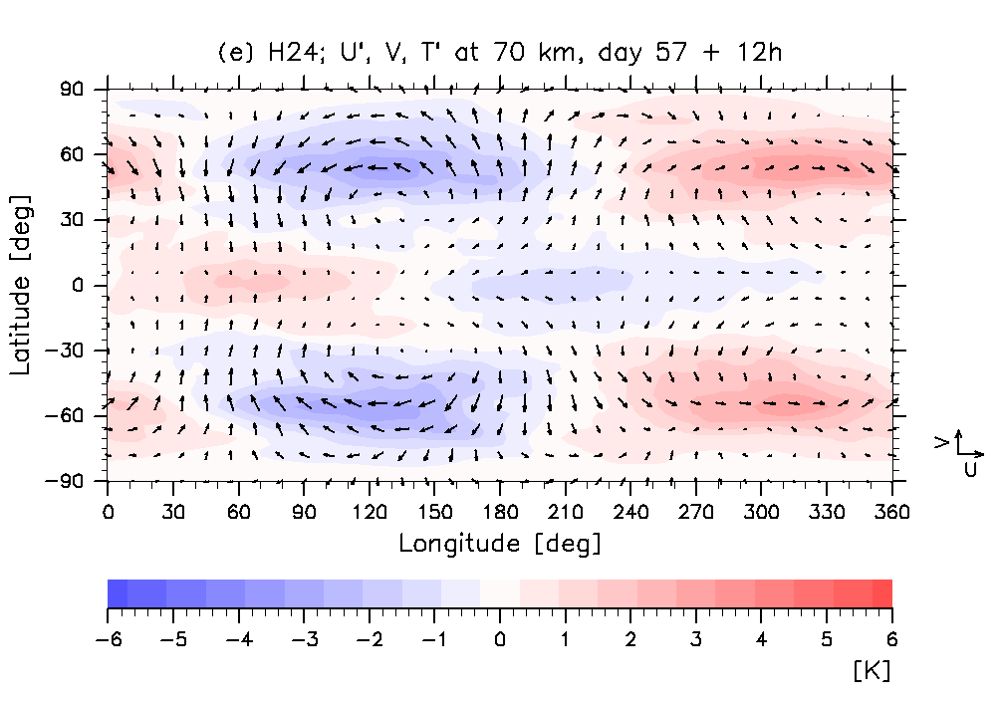 (e) H24; U', V, T' at 70 km, day 57 + 12h
90
60
30
0
−30
−60
−90
Latitude [deg]
0 30 60 90 120 150 180 210 240 270 300 330 360
Longitude [deg]
V
U
−6 −5 −4 −3 −2 −1 0 1 2 3 4 5 6
[K]